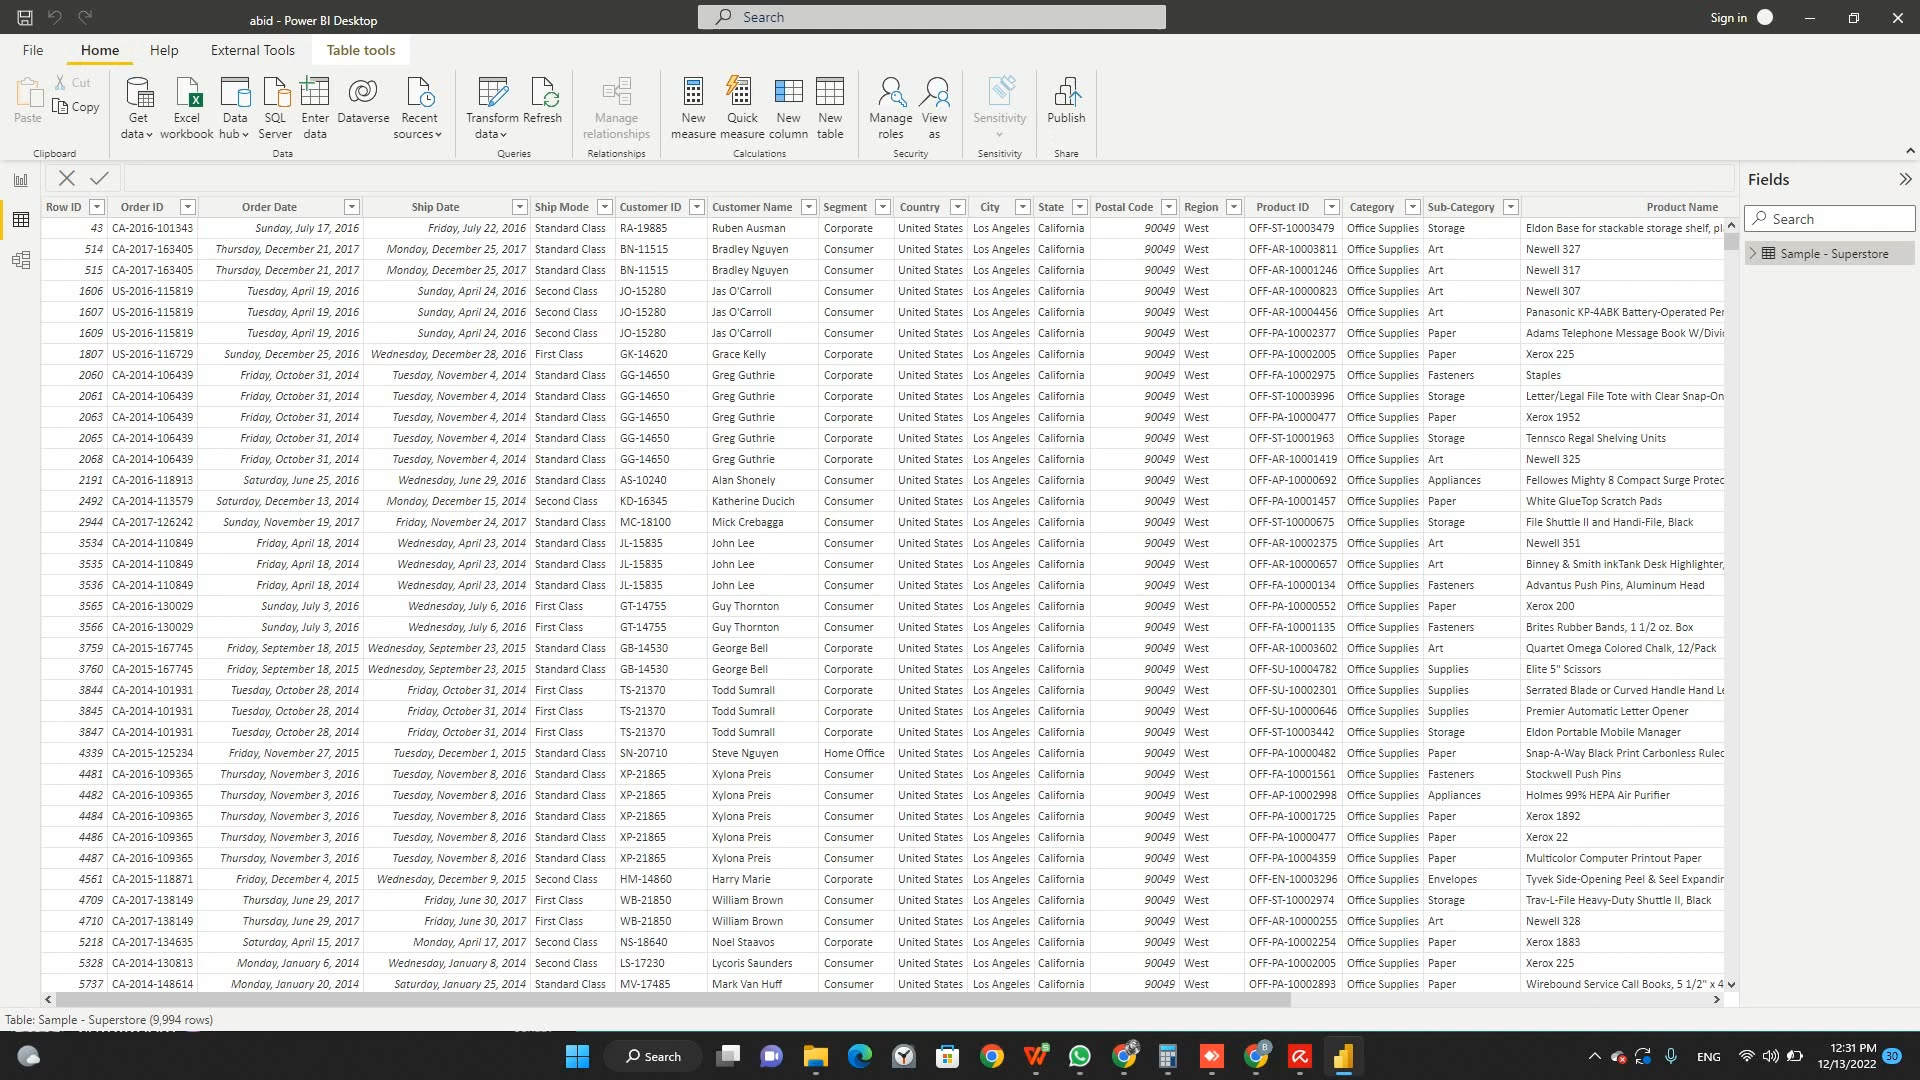 abid - Power BI Desktop
Search
Sign in
File Home Help External Tools Table tools
Paste
Cut
Copy
Get data
Excel workbook
Data hub
SQL Server
Enter data
Dataverse
Recent sources
Transform data
Refresh
Manage relationships
New measure
Quick measure
New column
New table
Manage roles
View as
Sensitivity
Publish
Clipboard Data Queries Relationships Calculations Security Sensitivity Share
Fields
Search
Sample - Superstore
Row ID Order ID Order Date Ship Date Ship Mode Customer ID Customer Name Segment Country City State Postal Code Region Product ID Category Sub-Category Product Name
43 CA-2016-101343 Sunday, July 17, 2016 Friday, July 22, 2016 Standard Class RA-19885 Ruben Ausman Corporate United States Los Angeles California 90049 West OFF-ST-10003479 Office Supplies Storage Eldon Base for stackable storage shelf, pl
514 CA-2017-163405 Thursday, December 21, 2017 Monday, December 25, 2017 Standard Class BN-11515 Bradley Nguyen Consumer United States Los Angeles California 90049 West OFF-AR-10003811 Office Supplies Art Newell 327
515 CA-2017-163405 Thursday, December 21, 2017 Monday, December 25, 2017 Standard Class BN-11515 Bradley Nguyen Consumer United States Los Angeles California 90049 West OFF-AR-10001246 Office Supplies Art Newell 317
1606 US-2016-115819 Tuesday, April 19, 2016 Sunday, April 24, 2016 Second Class JO-15280 Jas O'Carroll Consumer United States Los Angeles California 90049 West OFF-AR-10000823 Office Supplies Art Newell 307
1607 US-2016-115819 Tuesday, April 19, 2016 Sunday, April 24, 2016 Second Class JO-15280 Jas O'Carroll Consumer United States Los Angeles California 90049 West OFF-AR-10004456 Office Supplies Art Panasonic KP-4ABK Battery-Operated Per
1609 US-2016-115819 Tuesday, April 19, 2016 Sunday, April 24, 2016 Second Class JO-15280 Jas O'Carroll Consumer United States Los Angeles California 90049 West OFF-PA-10002377 Office Supplies Paper Adams Telephone Message Book W/Divi
1807 US-2016-116729 Sunday, December 25, 2016 Wednesday, December 28, 2016 First Class GK-14620 Grace Kelly Corporate United States Los Angeles California 90049 West OFF-PA-10002005 Office Supplies Paper Xerox 225
2060 CA-2014-106439 Friday, October 31, 2014 Tuesday, November 4, 2014 Standard Class GG-14650 Greg Guthrie Corporate United States Los Angeles California 90049 West OFF-FA-10002975 Office Supplies Fasteners Staples
2061 CA-2014-106439 Friday, October 31, 2014 Tuesday, November 4, 2014 Standard Class GG-14650 Greg Guthrie Corporate United States Los Angeles California 90049 West OFF-ST-10003996 Office Supplies Storage Letter/Legal File Tote with Clear Snap-On
2063 CA-2014-106439 Friday, October 31, 2014 Tuesday, November 4, 2014 Standard Class GG-14650 Greg Guthrie Corporate United States Los Angeles California 90049 West OFF-PA-10000477 Office Supplies Paper Xerox 1952
2065 CA-2014-106439 Friday, October 31, 2014 Tuesday, November 4, 2014 Standard Class GG-14650 Greg Guthrie Corporate United States Los Angeles California 90049 West OFF-ST-10001963 Office Supplies Storage Tennsco Regal Shelving Units
2068 CA-2014-106439 Friday, October 31, 2014 Tuesday, November 4, 2014 Standard Class GG-14650 Greg Guthrie Corporate United States Los Angeles California 90049 West OFF-AR-10001419 Office Supplies Art Newell 325
2191 CA-2016-118913 Saturday, June 25, 2016 Wednesday, June 29, 2016 Standard Class AS-10240 Alan Shonely Consumer United States Los Angeles California 90049 West OFF-AP-10000692 Office Supplies Appliances Fellowes Mighty 8 Compact Surge Protec
2492 CA-2014-113579 Saturday, December 13, 2014 Monday, December 15, 2014 Second Class KD-16345 Katherine Ducich Consumer United States Los Angeles California 90049 West OFF-PA-10001457 Office Supplies Paper White GlueTop Scratch Pads
2944 CA-2017-126242 Sunday, November 19, 2017 Friday, November 24, 2017 Standard Class MC-18100 Mick Crebagga Consumer United States Los Angeles California 90049 West OFF-ST-10000675 Office Supplies Storage File Shuttle II and Handi-File, Black
3534 CA-2014-110849 Friday, April 18, 2014 Wednesday, April 23, 2014 Standard Class JL-15835 John Lee Consumer United States Los Angeles California 90049 West OFF-AR-10002375 Office Supplies Art Newell 351
3535 CA-2014-110849 Friday, April 18, 2014 Wednesday, April 23, 2014 Standard Class JL-15835 John Lee Consumer United States Los Angeles California 90049 West OFF-AR-10000657 Office Supplies Art Binney & Smith inkTank Desk Highlighter,
3536 CA-2014-110849 Friday, April 18, 2014 Wednesday, April 23, 2014 Standard Class JL-15835 John Lee Consumer United States Los Angeles California 90049 West OFF-FA-10000134 Office Supplies Fasteners Advantus Push Pins, Aluminum Head
3565 CA-2016-130029 Sunday, July 3, 2016 Wednesday, July 6, 2016 First Class GT-14755 Guy Thornton Consumer United States Los Angeles California 90049 West OFF-PA-10000552 Office Supplies Paper Xerox 200
3566 CA-2016-130029 Sunday, July 3, 2016 Wednesday, July 6, 2016 First Class GT-14755 Guy Thornton Consumer United States Los Angeles California 90049 West OFF-FA-10001135 Office Supplies Fasteners Brites Rubber Bands, 1 1/2 oz. Box
3759 CA-2015-167745 Friday, September 18, 2015 Wednesday, September 23, 2015 Standard Class GB-14530 George Bell Corporate United States Los Angeles California 90049 West OFF-AR-10003602 Office Supplies Art Quartet Omega Colored Chalk, 12/Pack
3760 CA-2015-167745 Friday, September 18, 2015 Wednesday, September 23, 2015 Standard Class GB-14530 George Bell Corporate United States Los Angeles California 90049 West OFF-SU-10004782 Office Supplies Supplies Elite 5" Scissors
3844 CA-2014-101931 Tuesday, October 28, 2014 Friday, October 31, 2014 First Class TS-21370 Todd Sumrall Corporate United States Los Angeles California 90049 West OFF-SU-10002301 Office Supplies Supplies Serrated Blade or Curved Handle Hand Le
3845 CA-2014-101931 Tuesday, October 28, 2014 Friday, October 31, 2014 First Class TS-21370 Todd Sumrall Corporate United States Los Angeles California 90049 West OFF-SU-10000646 Office Supplies Supplies Premier Automatic Letter Opener
3847 CA-2014-101931 Tuesday, October 28, 2014 Friday, October 31, 2014 First Class TS-21370 Todd Sumrall Corporate United States Los Angeles California 90049 West OFF-ST-10003442 Office Supplies Storage Eldon Portable Mobile Manager
4339 CA-2015-125234 Friday, November 27, 2015 Tuesday, December 1, 2015 Standard Class SN-20710 Steve Nguyen Home Office United States Los Angeles California 90049 West OFF-PA-10000482 Office Supplies Paper Snap-A-Way Black Print Carbonless Rulec
4481 CA-2016-109365 Thursday, November 3, 2016 Tuesday, November 8, 2016 Standard Class XP-21865 Xylona Preis Consumer United States Los Angeles California 90049 West OFF-FA-10001561 Office Supplies Fasteners Stockwell Push Pins
4482 CA-2016-109365 Thursday, November 3, 2016 Tuesday, November 8, 2016 Standard Class XP-21865 Xylona Preis Consumer United States Los Angeles California 90049 West OFF-AP-10002998 Office Supplies Appliances Holmes 99% HEPA Air Purifier
4484 CA-2016-109365 Thursday, November 3, 2016 Tuesday, November 8, 2016 Standard Class XP-21865 Xylona Preis Consumer United States Los Angeles California 90049 West OFF-PA-10001725 Office Supplies Paper Xerox 1892
4486 CA-2016-109365 Thursday, November 3, 2016 Tuesday, November 8, 2016 Standard Class XP-21865 Xylona Preis Consumer United States Los Angeles California 90049 West OFF-PA-10000477 Office Supplies Paper Xerox 22
4487 CA-2016-109365 Thursday, November 3, 2016 Tuesday, November 8, 2016 Standard Class XP-21865 Xylona Preis Consumer United States Los Angeles California 90049 West OFF-PA-10004359 Office Supplies Paper Multicolor Computer Printout Paper
4561 CA-2015-118871 Friday, December 4, 2015 Wednesday, December 9, 2015 Second Class HM-14860 Harry Marie Corporate United States Los Angeles California 90049 West OFF-EN-10003296 Office Supplies Envelopes Tyvek Side-Opening Peel & Seel Expandir
4709 CA-2017-138149 Thursday, June 29, 2017 Friday, June 30, 2017 First Class WB-21850 William Brown Consumer United States Los Angeles California 90049 West OFF-ST-10002974 Office Supplies Storage Trav-L-File Heavy-Duty Shuttle II, Black
4710 CA-2017-138149 Thursday, June 29, 2017 Friday, June 30, 2017 First Class WB-21850 William Brown Consumer United States Los Angeles California 90049 West OFF-AR-10000255 Office Supplies Art Newell 328
5218 CA-2017-134635 Saturday, April 15, 2017 Monday, April 17, 2017 Second Class NS-18640 Noel Staavos Corporate United States Los Angeles California 90049 West OFF-PA-10002254 Office Supplies Paper Xerox 1883
5328 CA-2014-130813 Monday, January 6, 2014 Wednesday, January 8, 2014 Second Class LS-17230 Lycoris Saunders Consumer United States Los Angeles California 90049 West OFF-PA-10002005 Office Supplies Paper Xerox 225
5737 CA-2014-148614 Monday, January 20, 2014 Saturday, January 25, 2014 Standard Class MV-17485 Mark Van Huff Consumer United States Los Angeles California 90049 West OFF-PA-10002893 Office Supplies Paper Wirebound Service Call Books, 5 1/2" x 4
Table: Sample - Superstore (9,994 rows)
Search
ENG
12:31 PM
12/13/2022
30